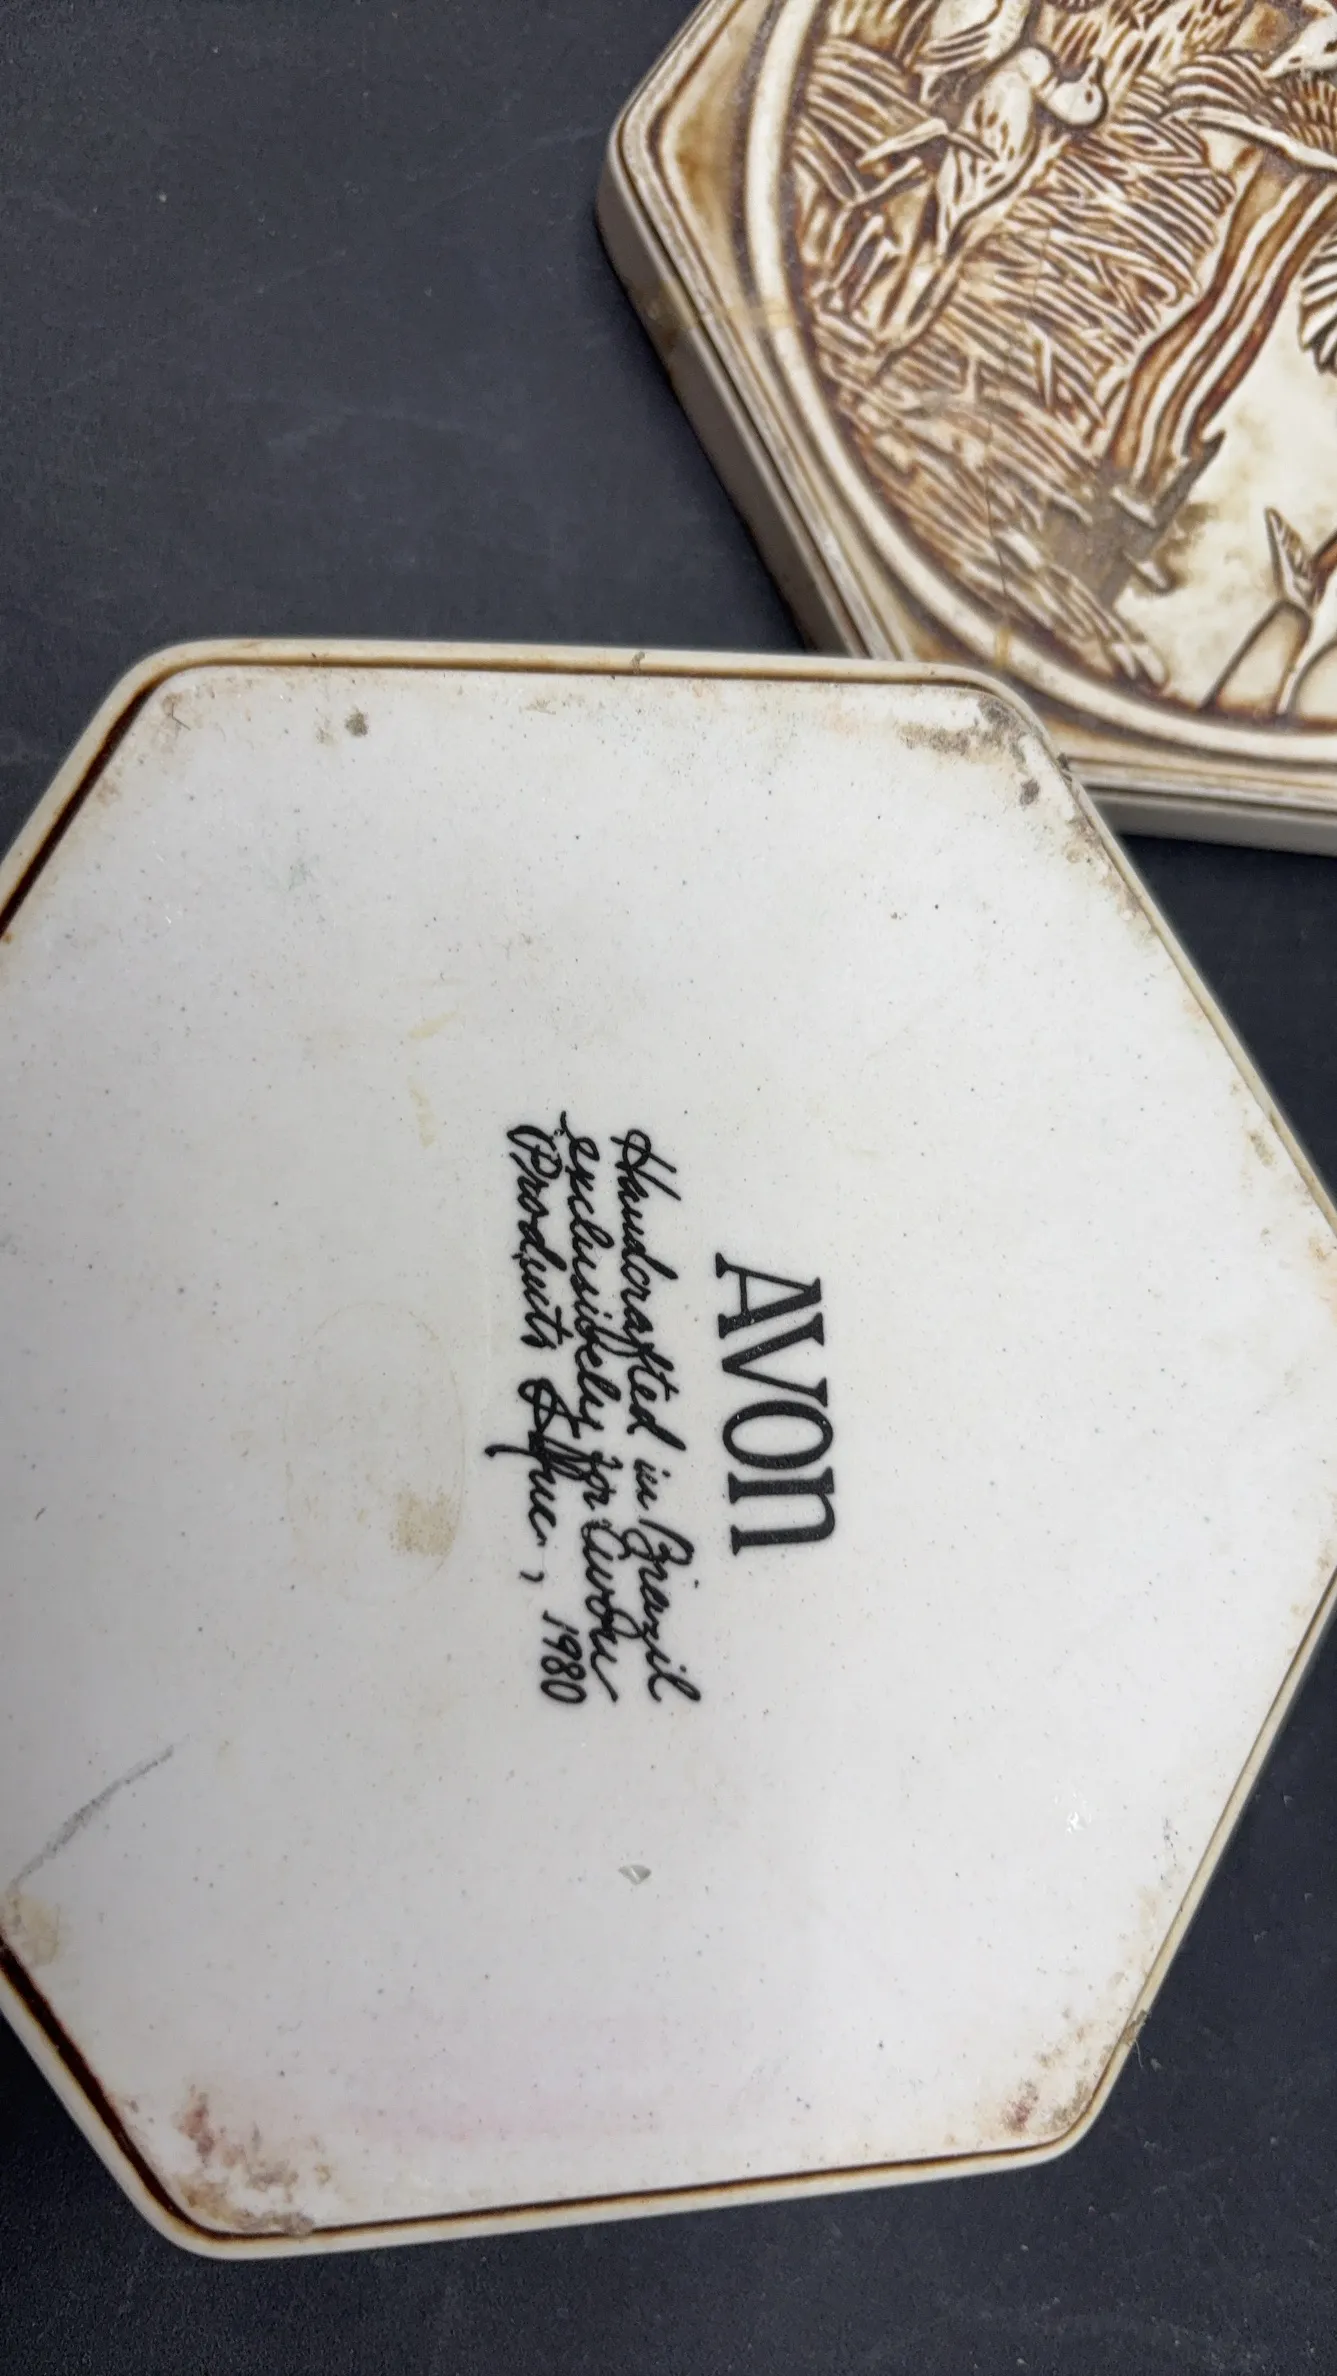 AVON
Handcrafted in Brazil
exclusively for Avon
Products Inc., 1980